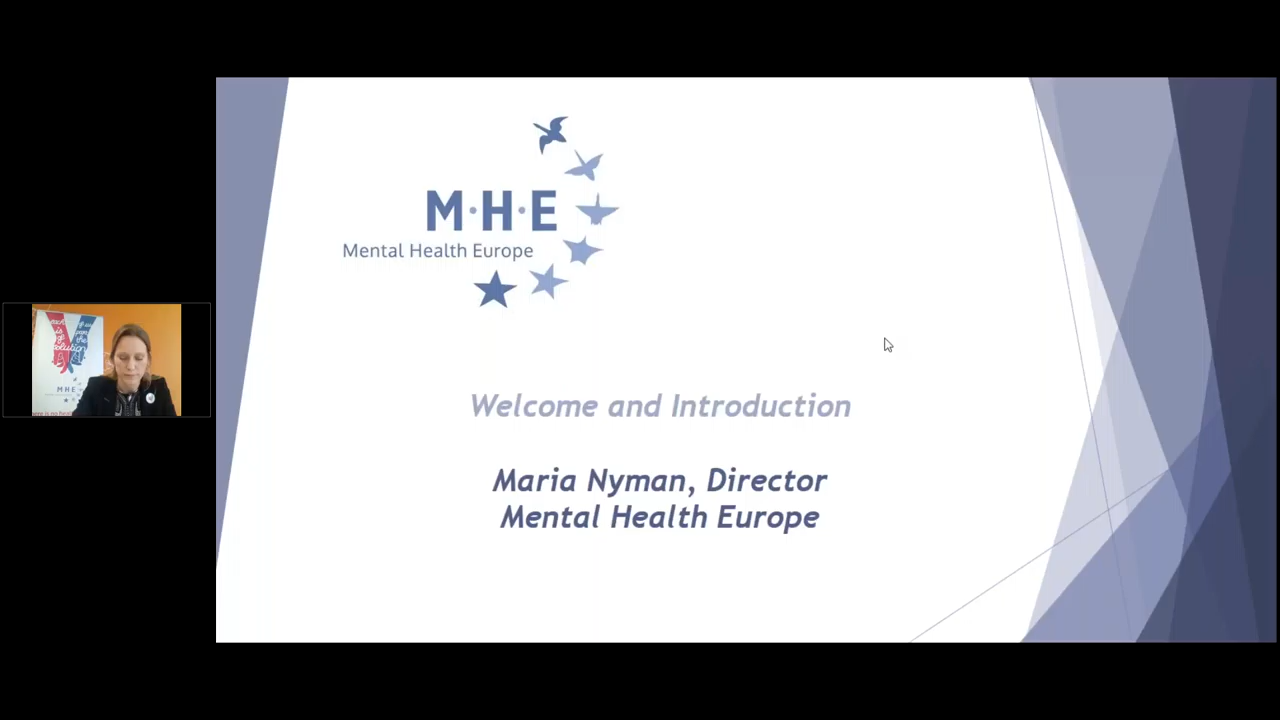 M·H·E
Mental Health Europe
Welcome and Introduction
Maria Nyman, Director
Mental Health Europe
M·H·E